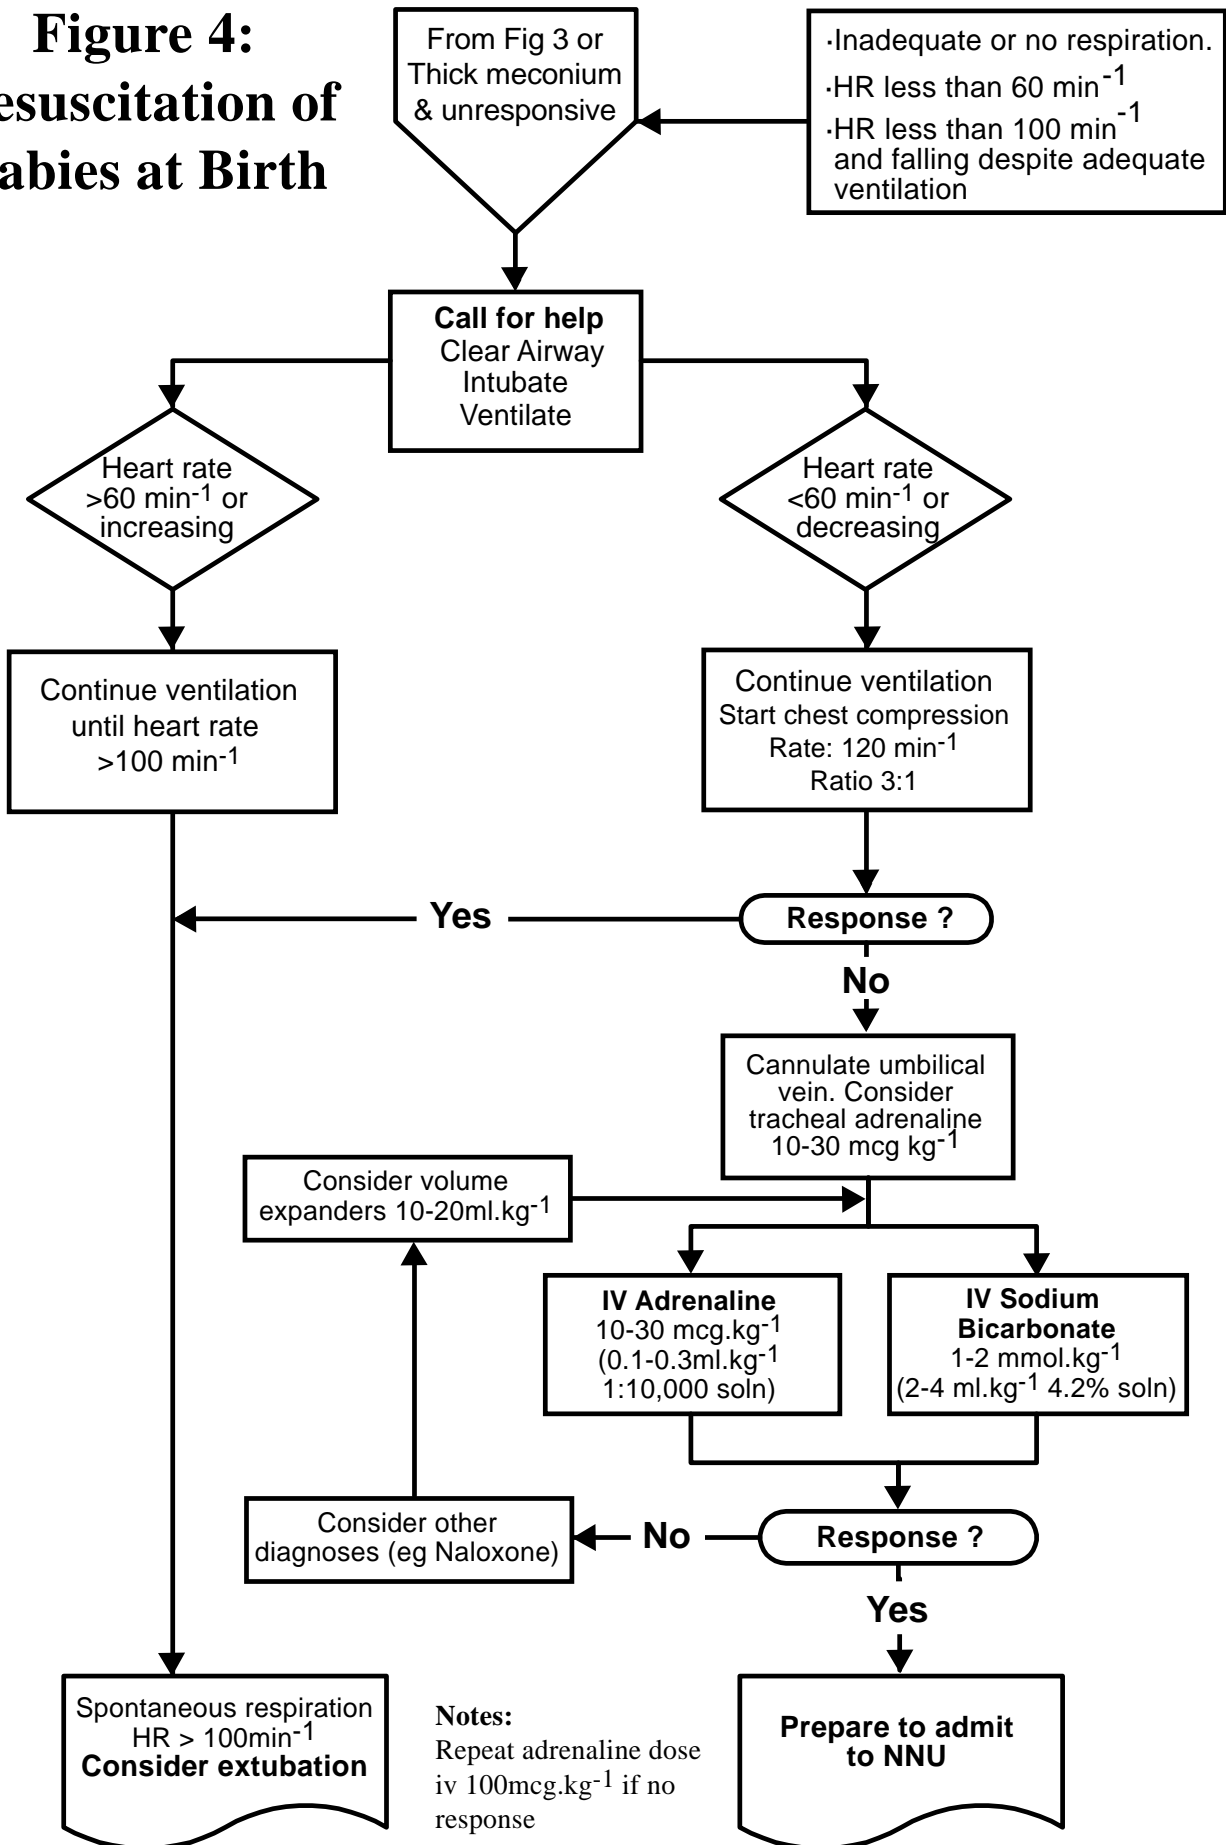 Figure 4:
esuscitation of
abies at Birth
From Fig 3 or
Thick meconium
& unresponsive
·Inadequate or no respiration.
·HR less than 60 min-1
·HR less than 100 min-1
and falling despite adequate
ventilation
Call for help
Clear Airway
Intubate
Ventilate
Heart rate
>60 min-1 or
increasing
Heart rate
<60 min-1 or
decreasing
Continue ventilation
until heart rate
>100 min-1
Continue ventilation
Start chest compression
Rate: 120 min-1
Ratio 3:1
Yes
Response ?
No
Cannulate umbilical
vein. Consider
tracheal adrenaline
10-30 mcg kg-1
Consider volume
expanders 10-20ml.kg-1
IV Adrenaline
10-30 mcg.kg-1
(0.1-0.3ml.kg-1
1:10,000 soln)
IV Sodium
Bicarbonate
1-2 mmol.kg-1
(2-4 ml.kg-1 4.2% soln)
Consider other
diagnoses (eg Naloxone)
No
Response ?
Yes
Spontaneous respiration
HR > 100min-1
Consider extubation
Notes:
Repeat adrenaline dose
iv 100mcg.kg-1 if no
response
Prepare to admit
to NNU